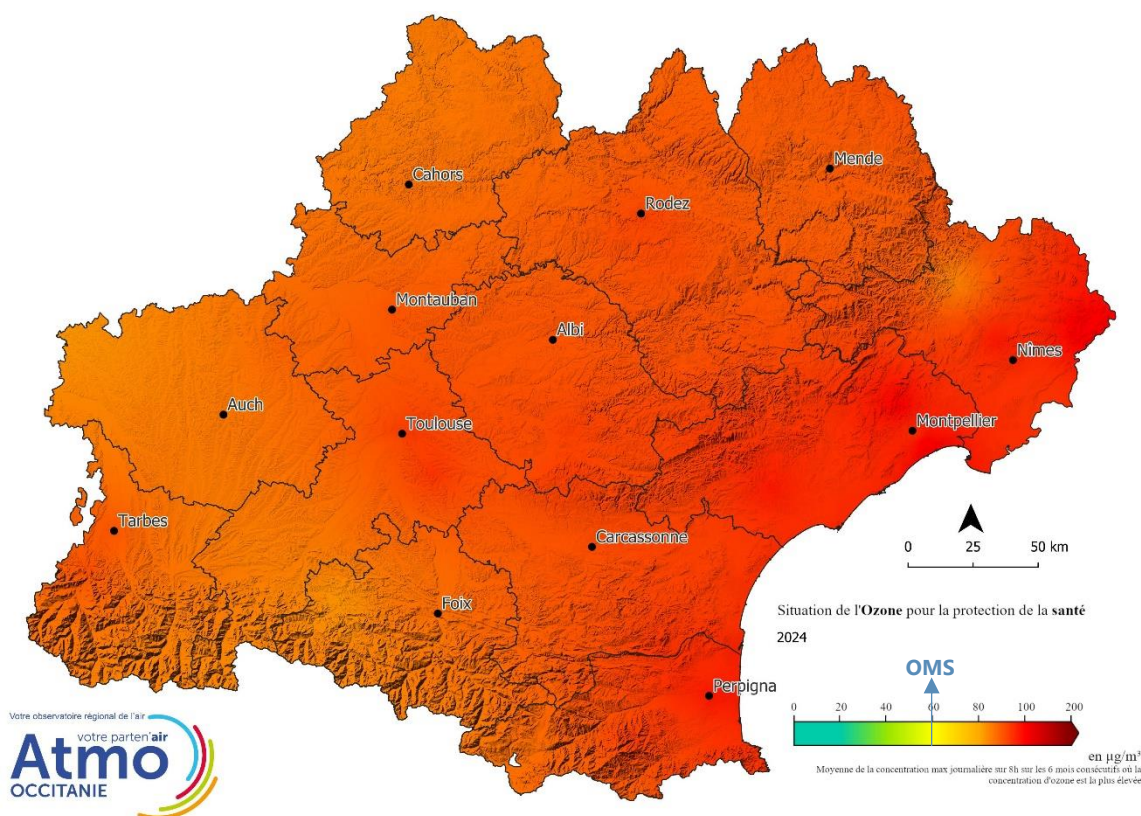 Cahors
Mende
Rodez
Montauban
Albi
Nîmes
Auch
Toulouse
Montpellier
Tarbes
Carcassonne
0 25 50 km
Foix
Situation de l'Ozone pour la protection de la santé
2024
OMS
Perpigna
0 20 40 60 80 100 200
en µg/m³
Moyenne de la concentration max journalière sur 8h sur les 6 mois consécutifs où la
concentration d'ozone est la plus élevée
Votre observatoire régional de l'air
votre parten'air
Atmo
OCCITANIE